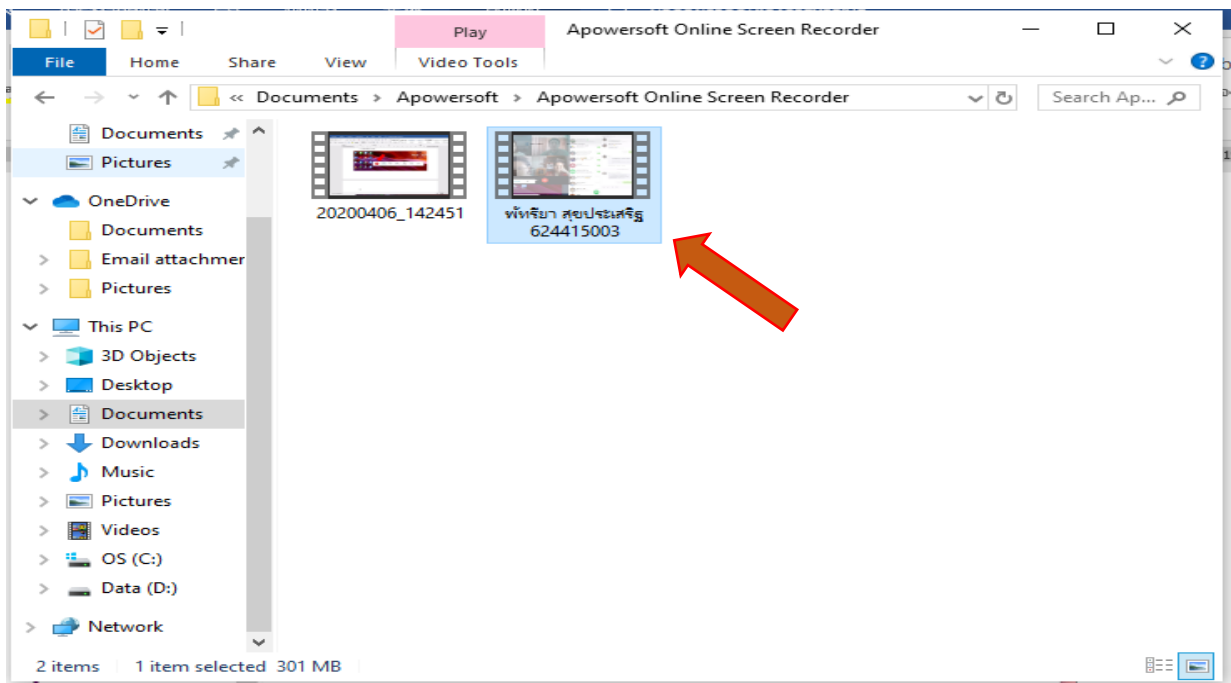 Play
Apowersoft Online Screen Recorder
File
Home
Share
View
Video Tools
« Documents > Apowersoft > Apowersoft Online Screen Recorder
Search Ap...
Documents
Pictures
OneDrive
Documents
Email attachmer
Pictures
This PC
3D Objects
Desktop
Documents
Downloads
Music
Pictures
Videos
OS (C:)
Data (D:)
Network
20200406_142451
พัทรียา สุขประเสริฐ
624415003
2 items
1 item selected 301 MB